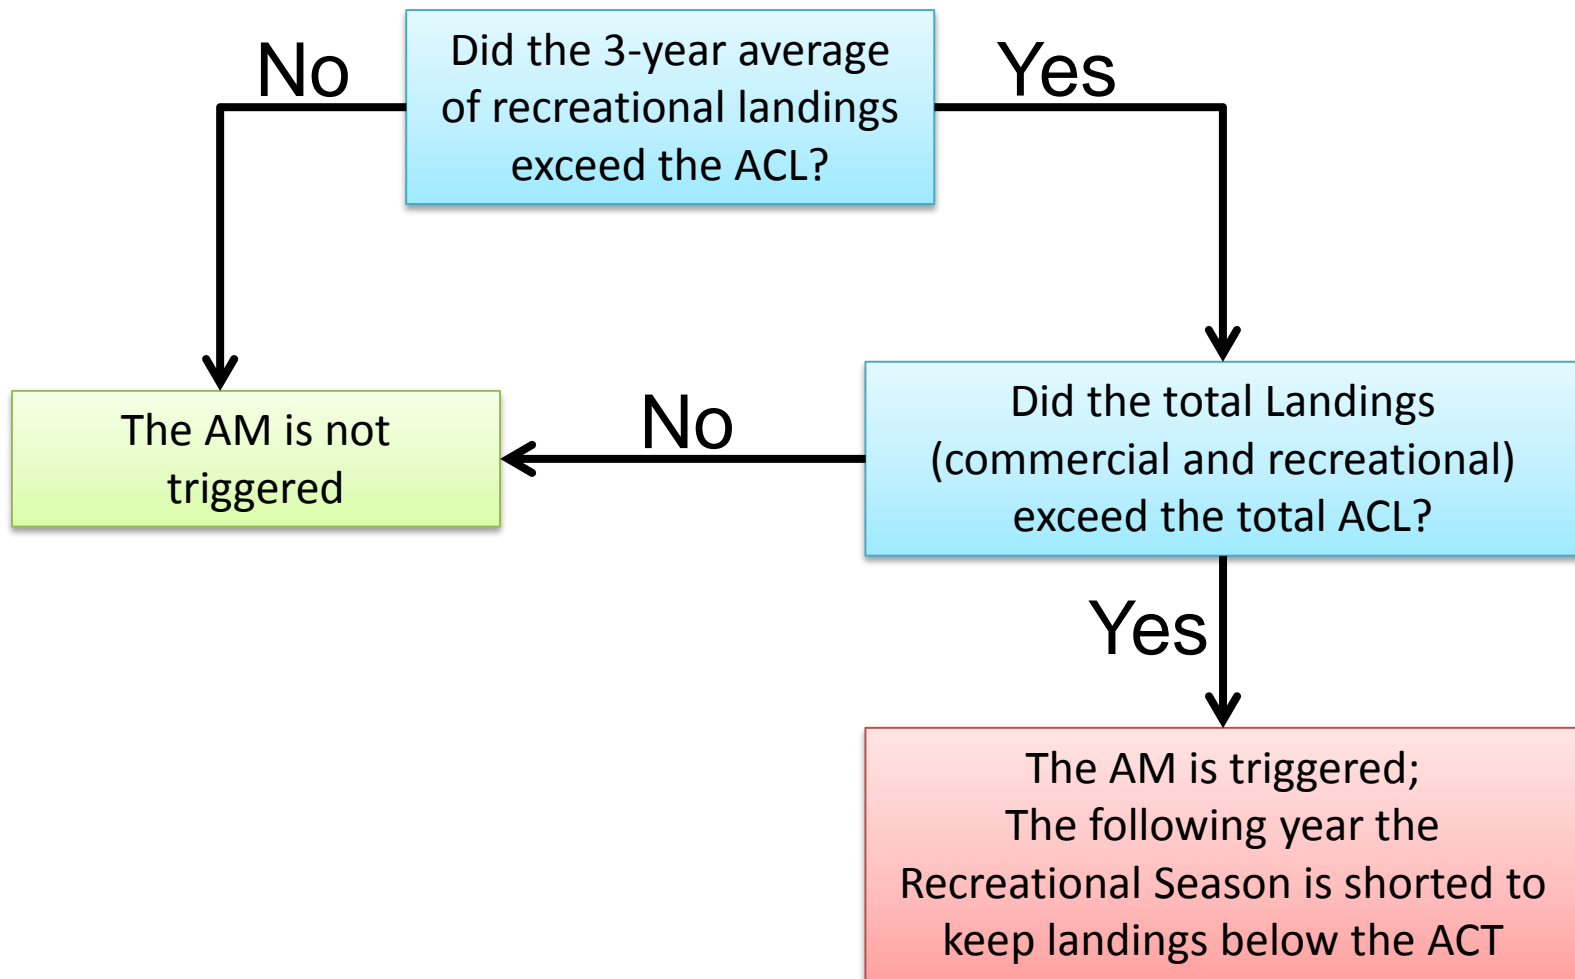 No
Did the 3-year average
of recreational landings
exceed the ACL?
Yes
The AM is not
triggered
No
Did the total Landings
(commercial and recreational)
exceed the total ACL?
Yes
The AM is triggered;
The following year the
Recreational Season is shorted to
keep landings below the ACT